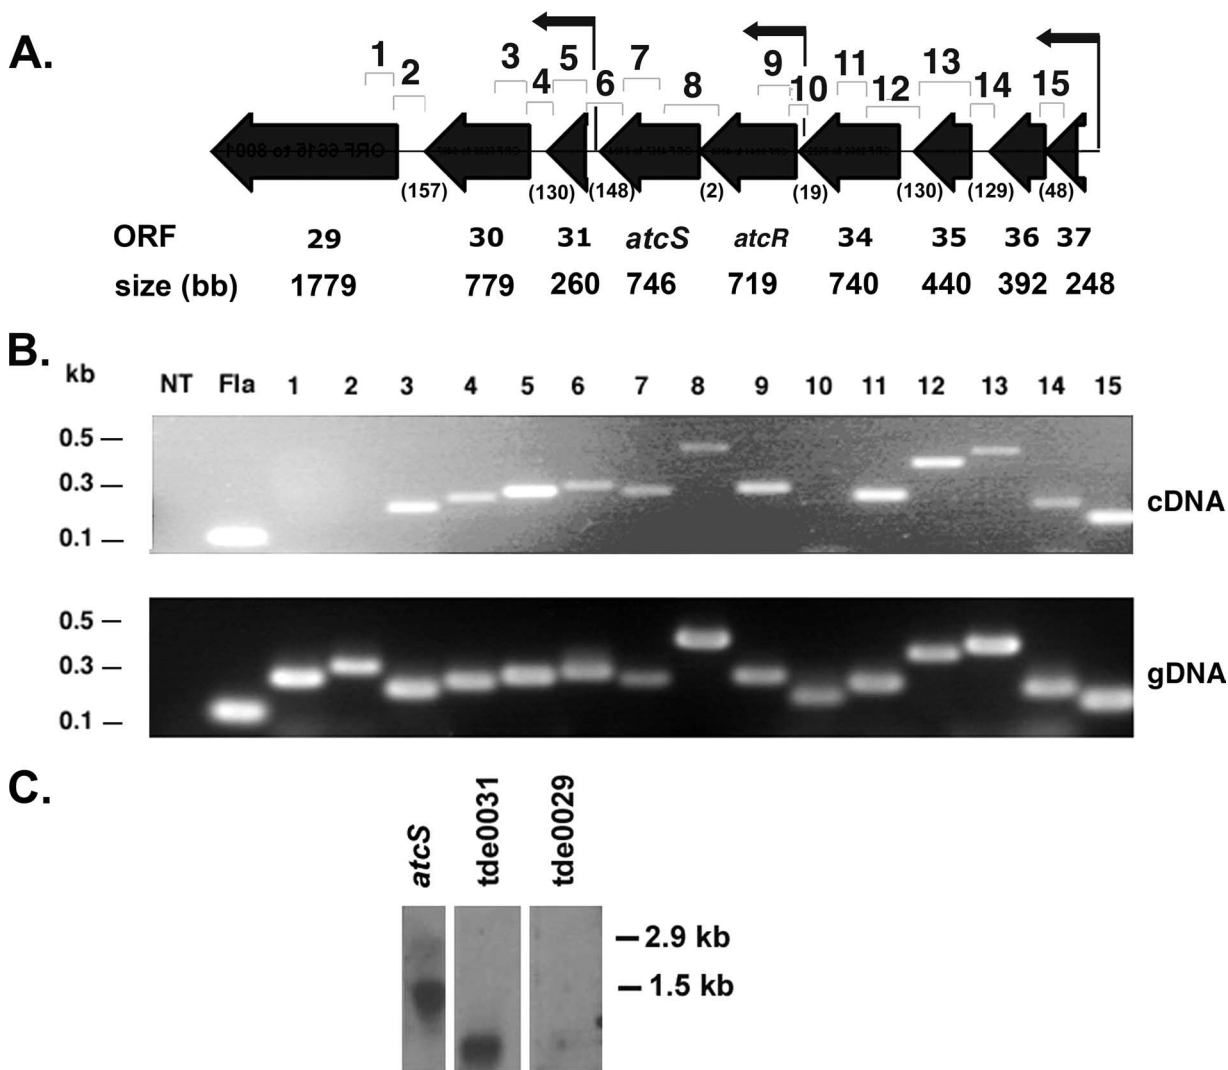 A.
1 2 3 4 5 6 7 8 9 10 11 12 13 14 15
(157) (130) (148) (2) (19) (130) (129) (48)
ORF 29 30 31 atcS atcR 34 35 36 37
size (bb) 1779 779 260 746 719 740 440 392 248
B.
kb NT Fla 1 2 3 4 5 6 7 8 9 10 11 12 13 14 15
0.5
0.3
0.1
cDNA
0.5
0.3
0.1
gDNA
C.
atcS tde0031 tde0029
2.9 kb
1.5 kb